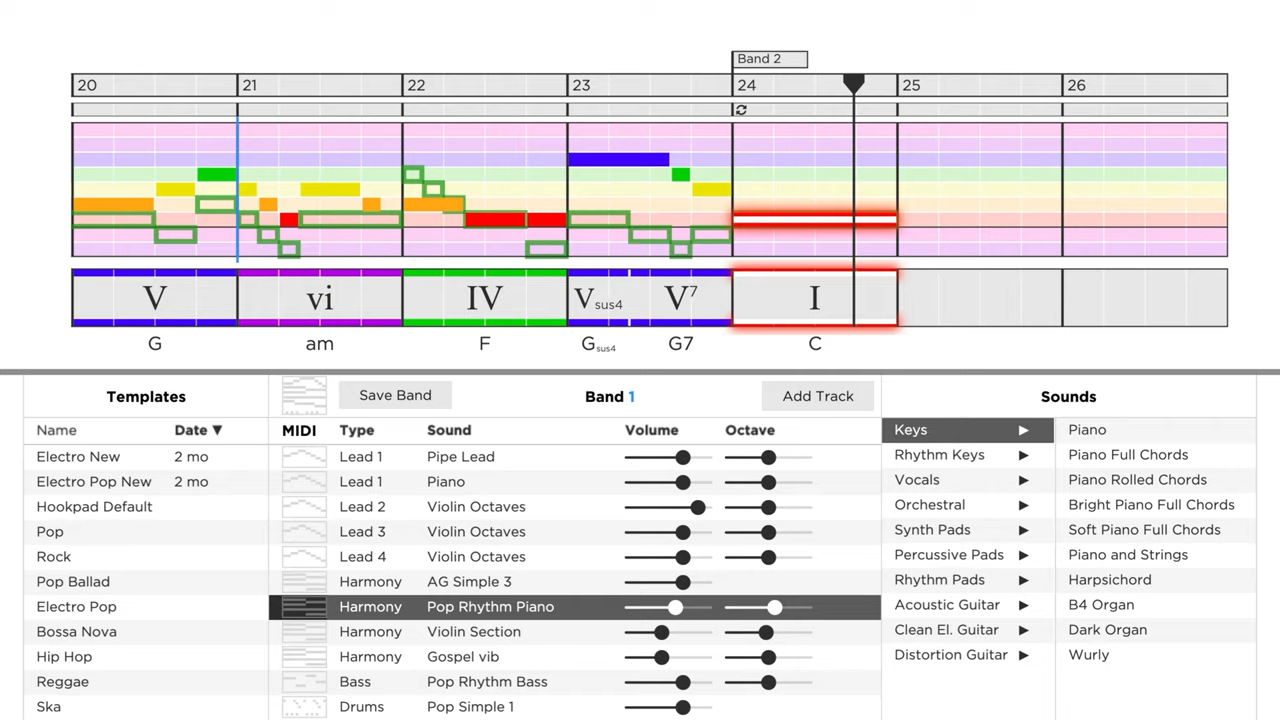 Band 2
20 21 22 23 24 25 26
V vi IV Vsus4 V7 I
G am F Gsus4 G7 C
Templates Save Band Band 1 Add Track Sounds
Name Date ▼ MIDI Type Sound Volume Octave Keys ▶ Piano
Electro New 2 mo Lead 1 Pipe Lead Rhythm Keys ▶ Piano Full Chords
Electro Pop New 2 mo Lead 1 Piano Vocals ▶ Piano Rolled Chords
Hookpad Default Lead 2 Violin Octaves Orchestral ▶ Bright Piano Full Chords
Pop Lead 3 Violin Octaves Synth Pads ▶ Soft Piano Full Chords
Rock Lead 4 Violin Octaves Percussive Pads ▶ Piano and Strings
Pop Ballad Harmony AG Simple 3 Rhythm Pads ▶ Harpsichord
Electro Pop Harmony Pop Rhythm Piano Acoustic Guitar ▶ B4 Organ
Bossa Nova Harmony Violin Section Clean El. Guitar ▶ Dark Organ
Hip Hop Harmony Gospel vib Distortion Guitar ▶ Wurly
Reggae Bass Pop Rhythm Bass
Ska Drums Pop Simple 1